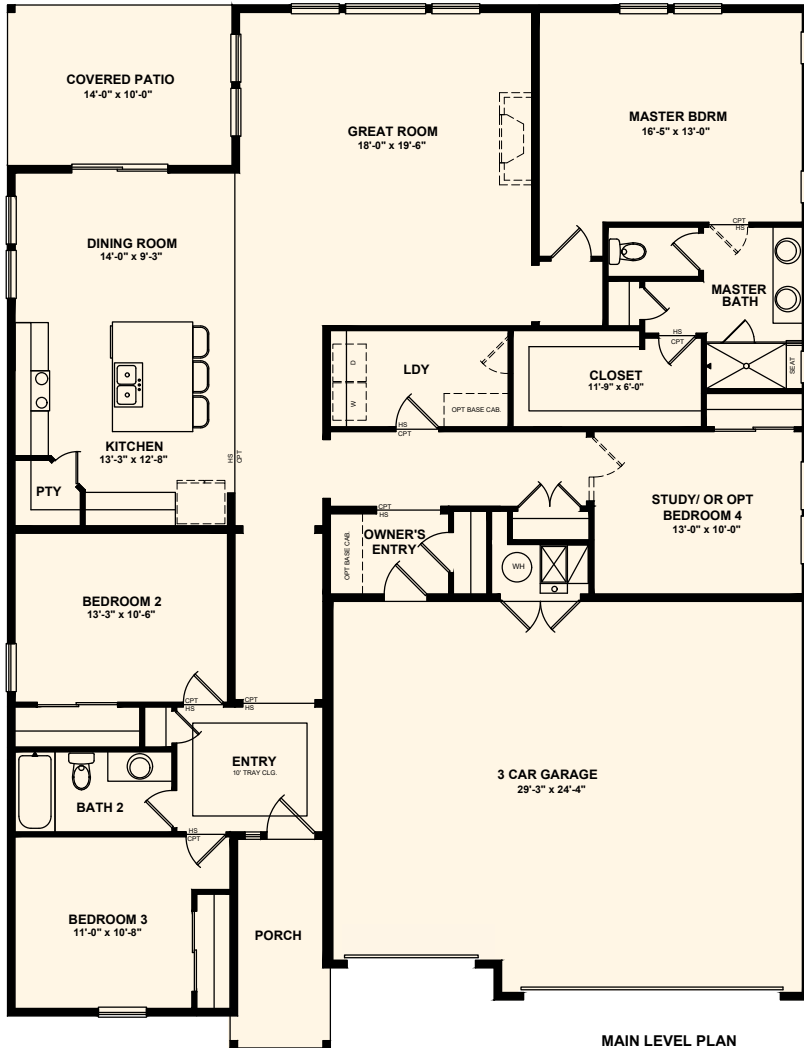 COVERED PATIO
14'-0" x 10'-0"
GREAT ROOM
18'-0" x 19'-6"
MASTER BDRM
16'-5" x 13'-0"
DINING ROOM
14'-0" x 9'-3"
CPT
HS
MASTER
BATH
HS
CPT
SEAT
D
W
LDY
OPT BASE CAB.
HS
CPT
CLOSET
11'-9" x 6'-0"
KITCHEN
13'-3" x 12'-8"
HS
CPT
PTY
STUDY/ OR OPT
BEDROOM 4
13'-0" x 10'-0"
CPT
HS
OWNER'S
ENTRY
OPT BASE CAB.
WH
BEDROOM 2
13'-3" x 10'-6"
CPT
HS
CPT
HS
ENTRY
10' TRAY CLG.
BATH 2
HS
CPT
3 CAR GARAGE
29'-3" x 24'-4"
BEDROOM 3
11'-0" x 10'-8"
PORCH
MAIN LEVEL PLAN